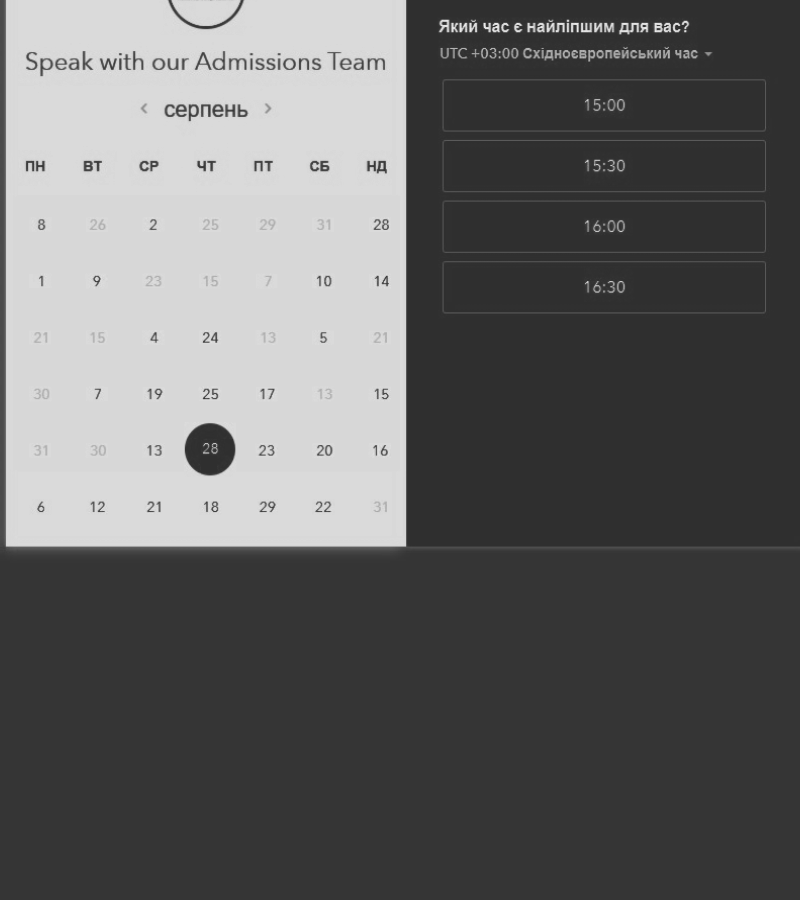 Speak with our Admissions Team
серпень
ПН ВТ СР ЧТ ПТ СБ НД
8 26 2 25 29 31 28
1 9 23 15 7 10 14
21 15 4 24 13 5 21
30 7 19 25 17 13 15
31 30 13 28 23 20 16
6 12 21 18 29 22 31
Який час є найліпшим для вас?
UTC +03:00 Східноєвропейський час
15:00
15:30
16:00
16:30